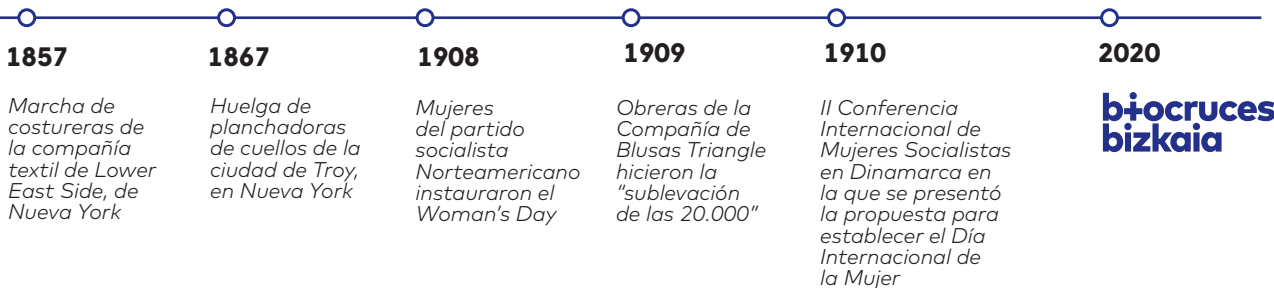 1857
Marcha de
costureras de
la compañía
textil de Lower
East Side, de
Nueva York
1867
Huelga de
planchadoras
de cuellos de la
ciudad de Troy,
en Nueva York
1908
Mujeres
del partido
socialista
Norteamericano
instauraron el
Woman's Day
1909
Obreras de la
Compañía de
Blusas Triangle
hicieron la
"sublevación
de las 20.000"
1910
II Conferencia
Internacional de
Mujeres Socialistas
en Dinamarca en
la que se presentó
la propuesta para
establecer el Día
Internacional de
la Mujer
2020
biocruces
bizkaia